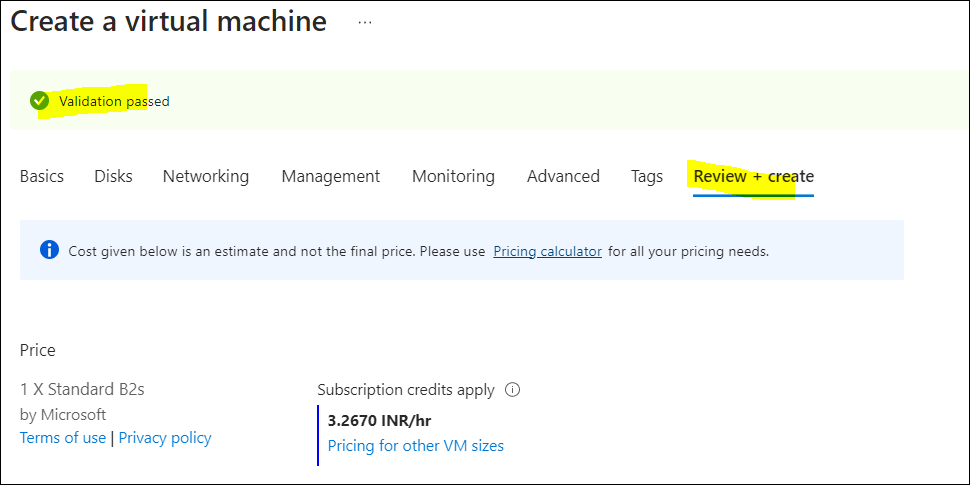 Create a virtual machine ...
Validation passed
Basics Disks Networking Management Monitoring Advanced Tags Review + create
Cost given below is an estimate and not the final price. Please use Pricing calculator for all your pricing needs.
Price
1 X Standard B2s
by Microsoft
Terms of use | Privacy policy
Subscription credits apply
3.2670 INR/hr
Pricing for other VM sizes